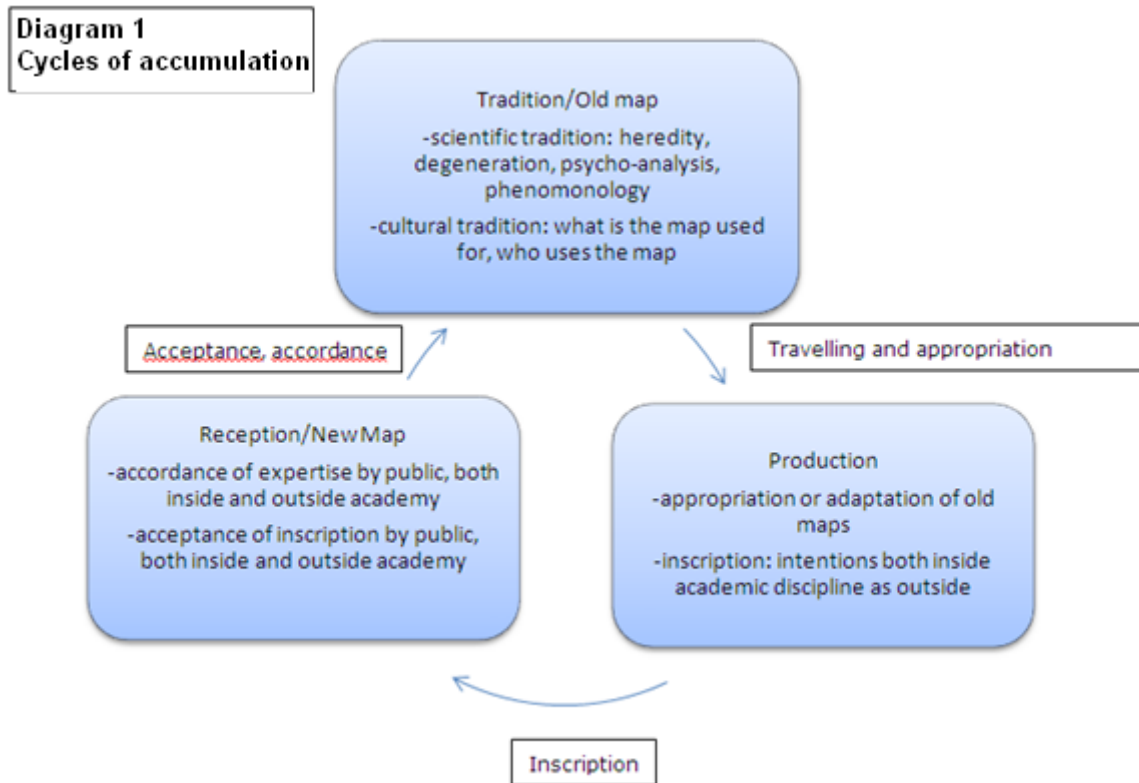 Diagram 1
Cycles of accumulation
Tradition/Old map
-scientific tradition: heredity,
degeneration, psycho-analysis,
phenomonology
-cultural tradition: what is the map used
for, who uses the map
Acceptance, accordance
Travelling and appropriation
Reception/New Map
-accordance of expertise by public, both
inside and outside academy
-acceptance of inscription by public,
both inside and outside academy
Production
-appropriation or adaptation of old
maps
-inscription: intentions both inside
academic discipline as outside
Inscription